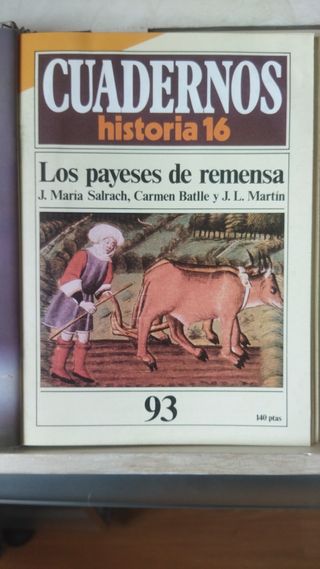 CUADERNOS
historia 16
Los payeses de remensa
J. María Salrach, Carmen Batlle y J. L. Martín
93
140 ptas